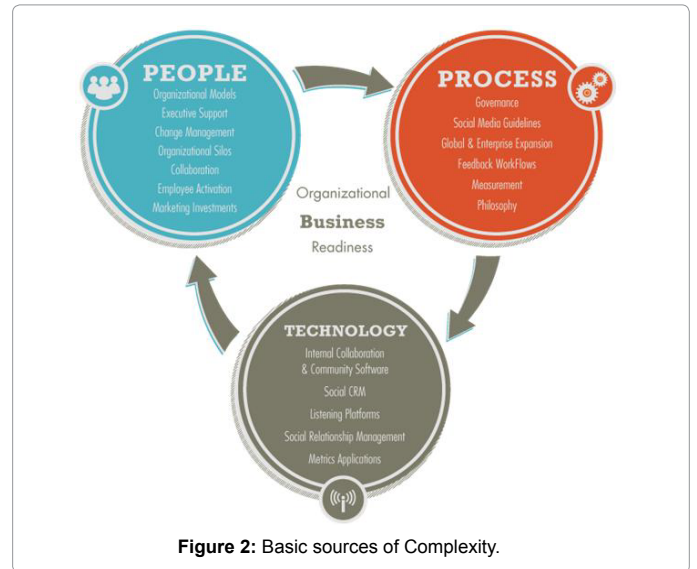 PEOPLE
Organizational Models
Executive Support
Change Management
Organizational Silos
Collaboration
Employee Activation
Marketing Investments
PROCESS
Governance
Social Media Guidelines
Global & Enterprise Expansion
Feedback WorkFlows
Measurement
Philosophy
Organizational
Business
Readiness
TECHNOLOGY
Internal Collaboration
& Community Software
Social CRM
Listening Platforms
Social Relationship Management
Metrics Applications
Figure 2: Basic sources of Complexity.